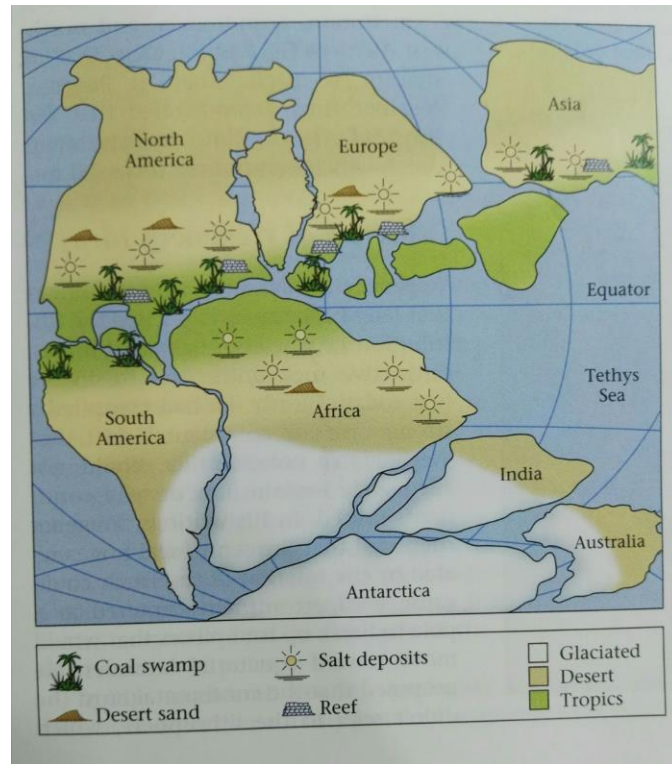 Asia
North
America
Europe
Equator
Tethys
Sea
South
America
Africa
India
Australia
Antarctica
Coal swamp
Salt deposits
Glaciated
Desert
Desert sand
Reef
Tropics